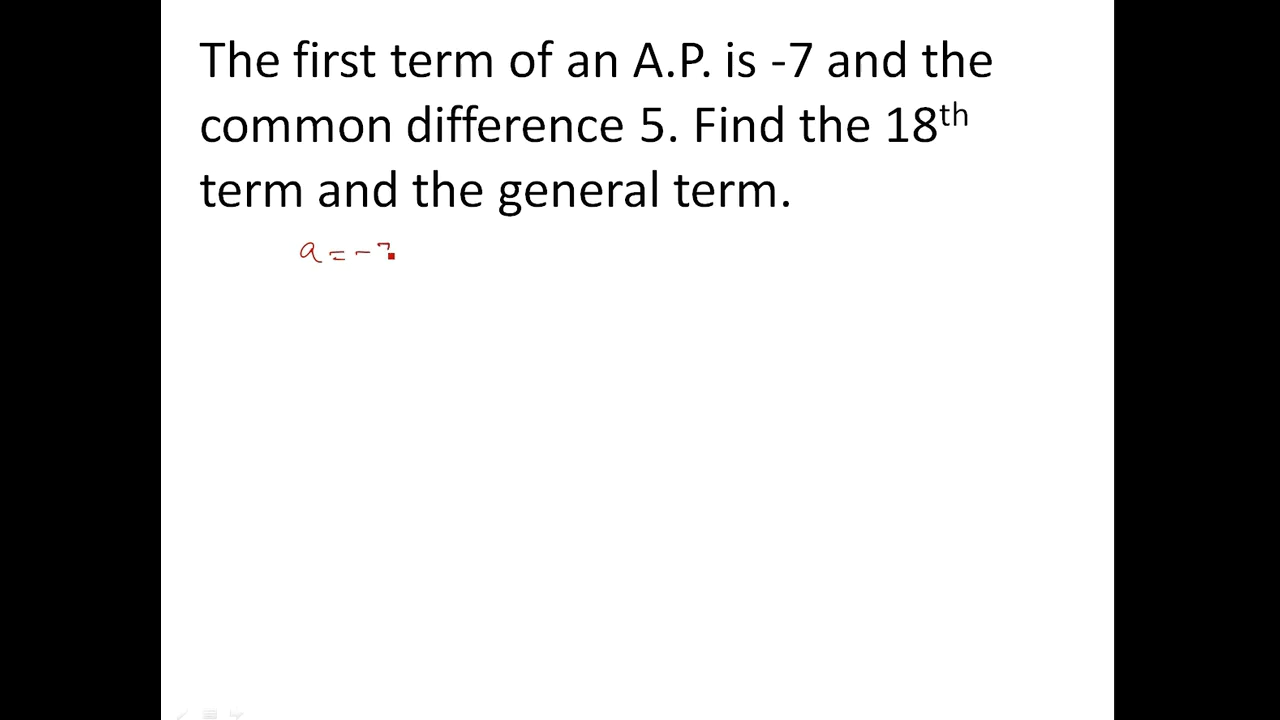 The first term of an A.P. is -7 and the
common difference 5. Find the 18th
term and the general term.
a = -7